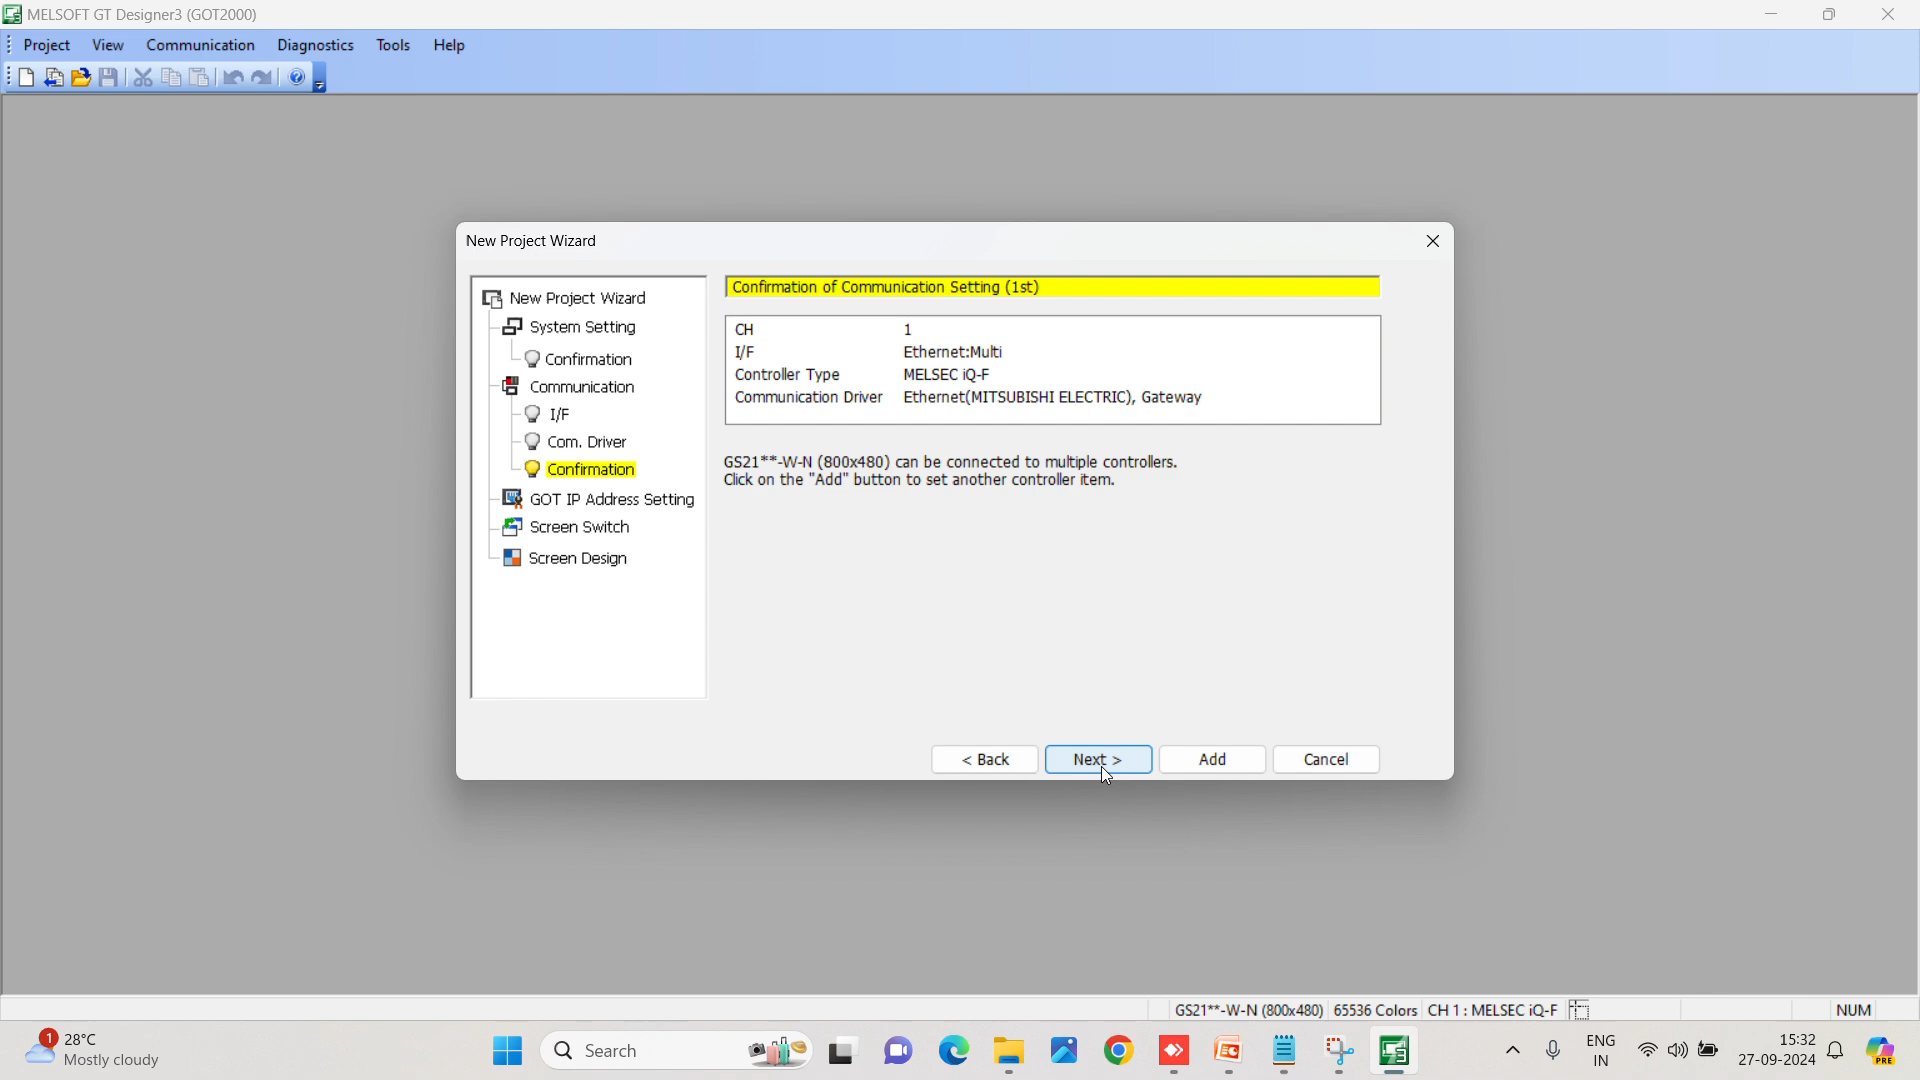 MELSOFT GT Designer3 (GOT2000)
Project View Communication Diagnostics Tools Help
New Project Wizard
New Project Wizard
System Setting
Confirmation
Communication
I/F
Com. Driver
Confirmation
GOT IP Address Setting
Screen Switch
Screen Design
Confirmation of Communication Setting (1st)
CH 1
I/F Ethernet:Multi
Controller Type MELSEC iQ-F
Communication Driver Ethernet(MITSUBISHI ELECTRIC), Gateway
GS21**-W-N (800x480) can be connected to multiple controllers.
Click on the "Add" button to set another controller item.
< Back Next > Add Cancel
GS21**-W-N (800x480) 65536 Colors CH 1 : MELSEC iQ-F NUM
1
28°C
Mostly cloudy
Search
ENG
IN
15:32
27-09-2024
PRE